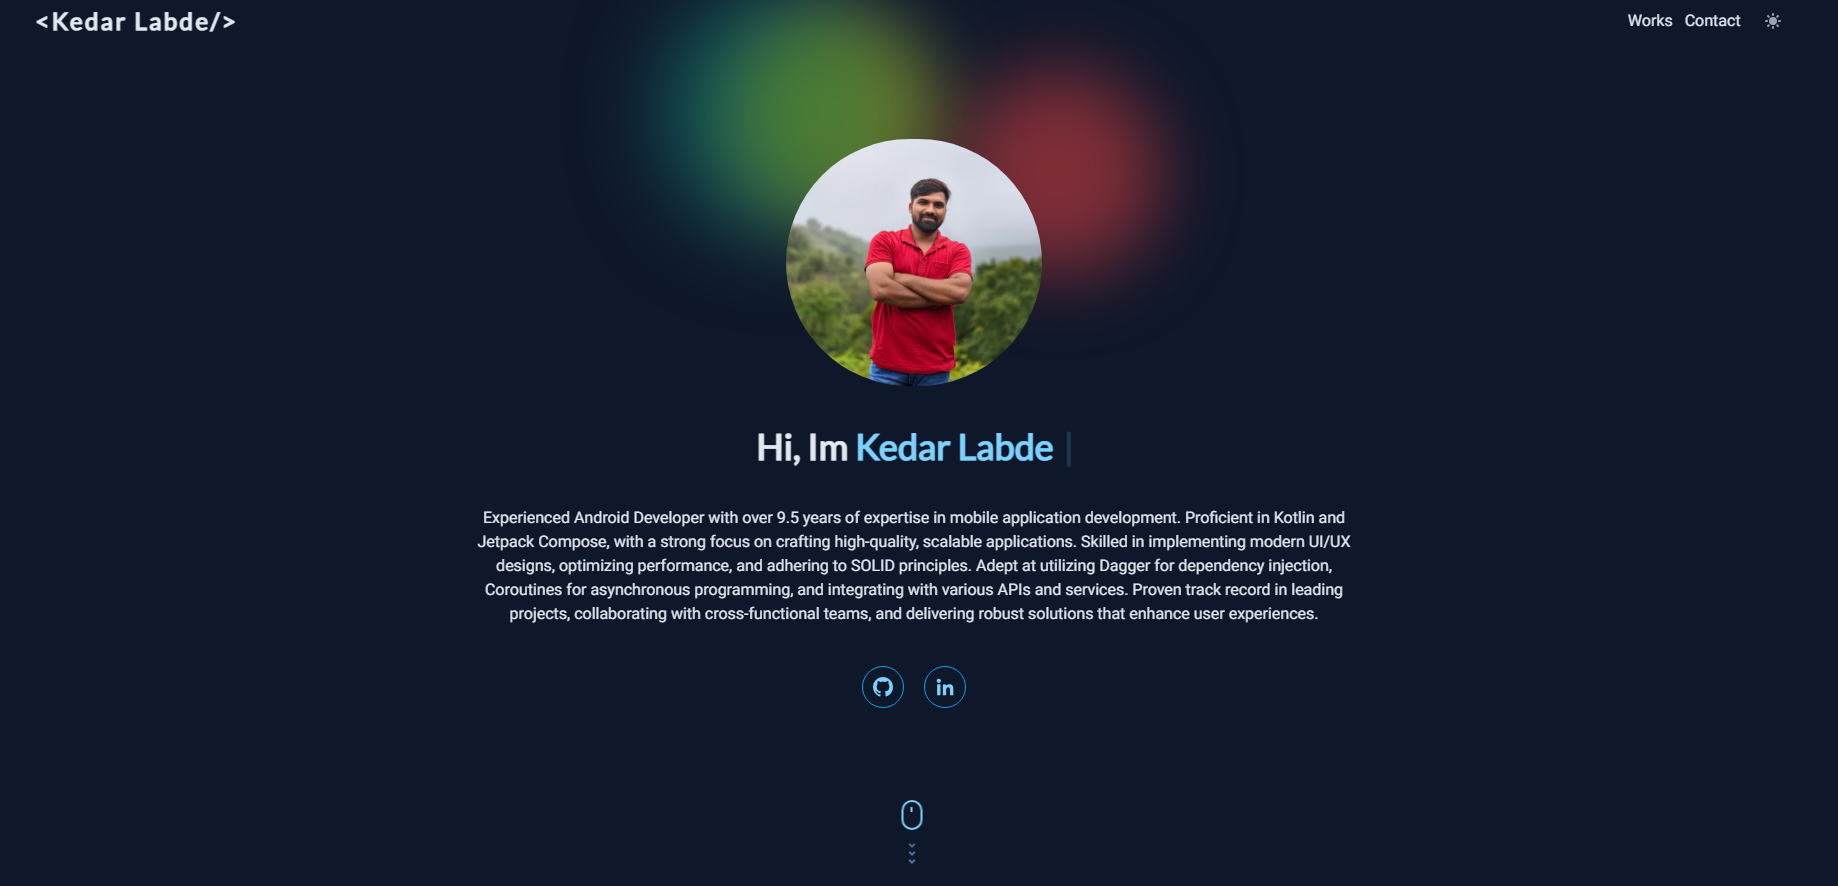 <Kedar Labde/>
Works Contact
Hi, Im Kedar Labde
Experienced Android Developer with over 9.5 years of expertise in mobile application development. Proficient in Kotlin and
Jetpack Compose, with a strong focus on crafting high-quality, scalable applications. Skilled in implementing modern UI/UX
designs, optimizing performance, and adhering to SOLID principles. Adept at utilizing Dagger for dependency injection,
Coroutines for asynchronous programming, and integrating with various APIs and services. Proven track record in leading
projects, collaborating with cross-functional teams, and delivering robust solutions that enhance user experiences.
in